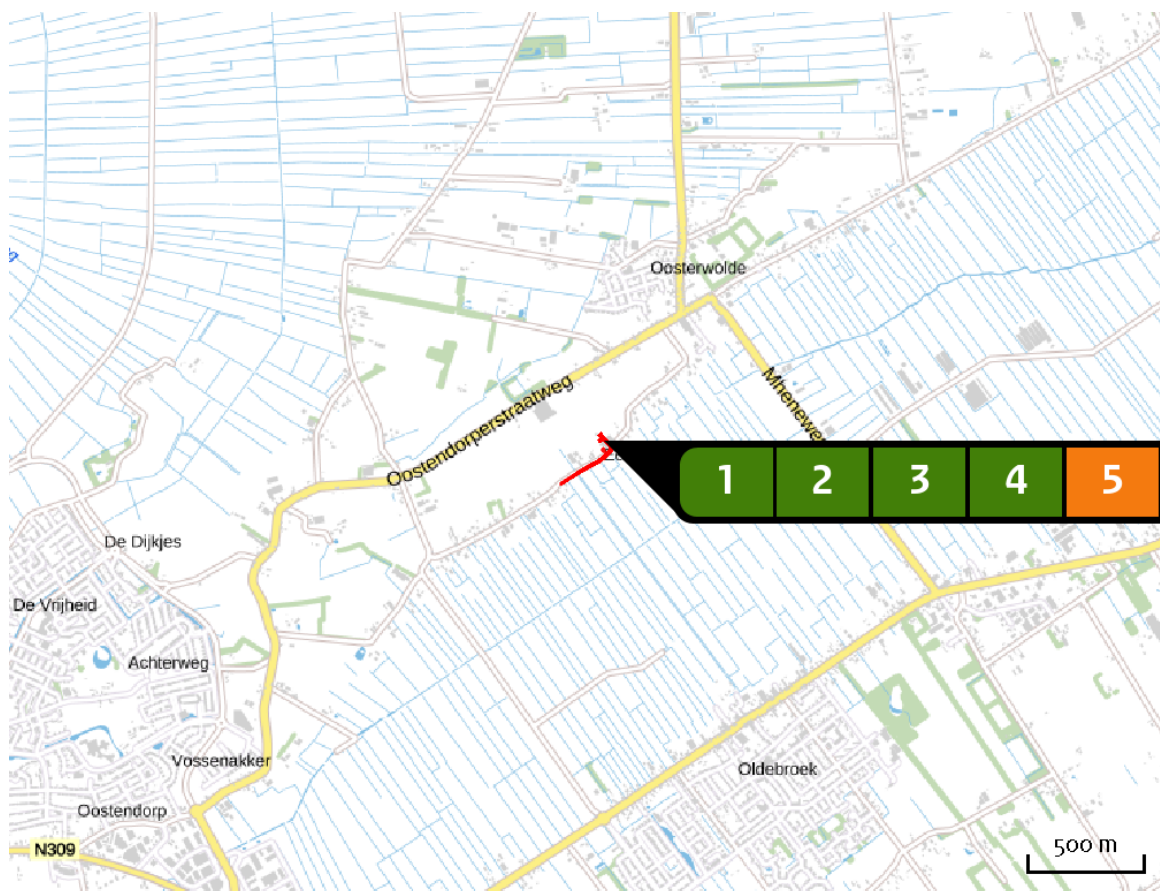 Oosterwolde
Mheneweg
Oostendorperstraatweg
1 2 3 4 5
De Dijkjes
De Vrijheid
Achterweg
Vossenakker
Oldebroek
Oostendorp
500 m
N309